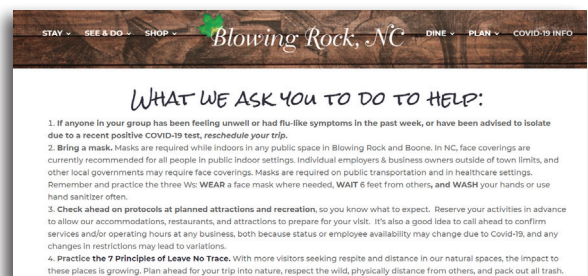 STAY SEE & DO SHOP Blowing Rock, NC DINE PLAN COVID-19 INFO
WHAT WE ASK YOU TO DO TO HELP:
1. If anyone in your group has been feeling unwell or had flu-like symptoms in the past week, or have been advised to isolate
due to a recent positive COVID-19 test, reschedule your trip.
2. Bring a mask. Masks are required while indoors in any public space in Blowing Rock and Boone. In NC, face coverings are
currently recommended for all people in public indoor settings. Individual employers & business owners outside of town limits, and
other local governments may require face coverings. Masks are required on public transportation and in healthcare settings.
Remember and practice the three Ws: WEAR a face mask where needed, WAIT 6 feet from others, and WASH your hands or use
hand sanitizer often.
3. Check ahead on protocols at planned attractions and recreation, so you know what to expect. Reserve your activities in advance
to allow our accommodations, restaurants, and attractions to prepare for your visit. It's also a good idea to call ahead to confirm
services and/or operating hours at any business, both because status or employee availability may change due to Covid-19, and any
changes in restrictions may lead to variations.
4. Practice the 7 Principles of Leave No Trace. With more visitors seeking respite and distance in our natural spaces, the impact to
these places is growing. Plan ahead for your trip into nature, respect the wild, physically distance from others, and pack out all trash.